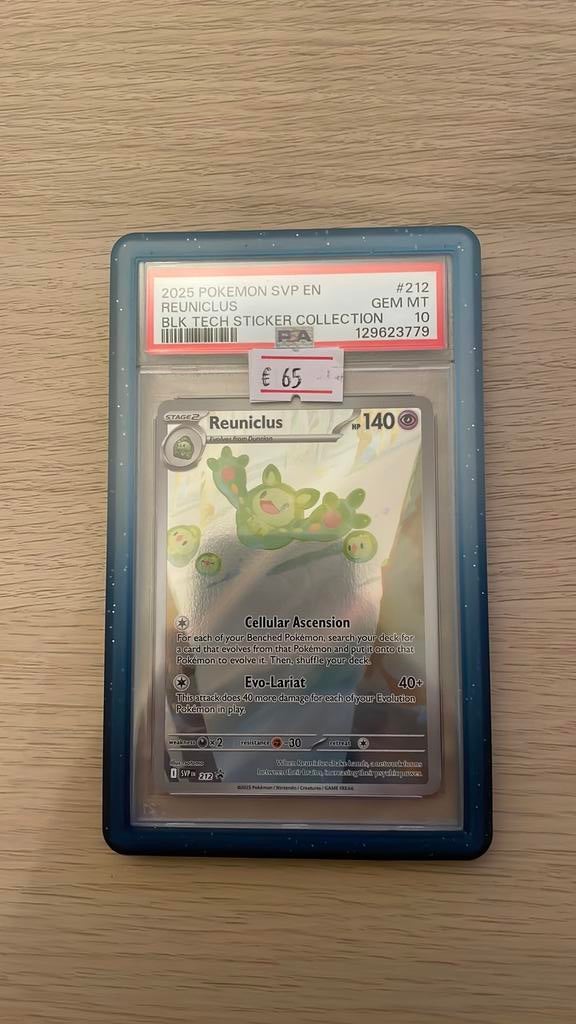 2025 POKEMON SVP EN #212
REUNICLUS GEM MT
BLK TECH STICKER COLLECTION 10
129623779
PSA
€ 65
STAGE 2
Reuniclus HP 140
Evolves from Duosion
Cellular Ascension
For each of your Benched Pokémon, search your deck for
a card that evolves from that Pokémon and put it onto that
Pokémon to evolve it. Then, shuffle your deck.
Evo-Lariat 40+
This attack does 40 more damage for each of your Evolution
Pokémon in play.
weakness ×2 resistance -30 retreat
When Reuniclus shake hands, a network forms
between their brains, increasing their psychic power.
SVP EN 212
©2025 Pokémon / Nintendo / Creatures / GAME FREAK